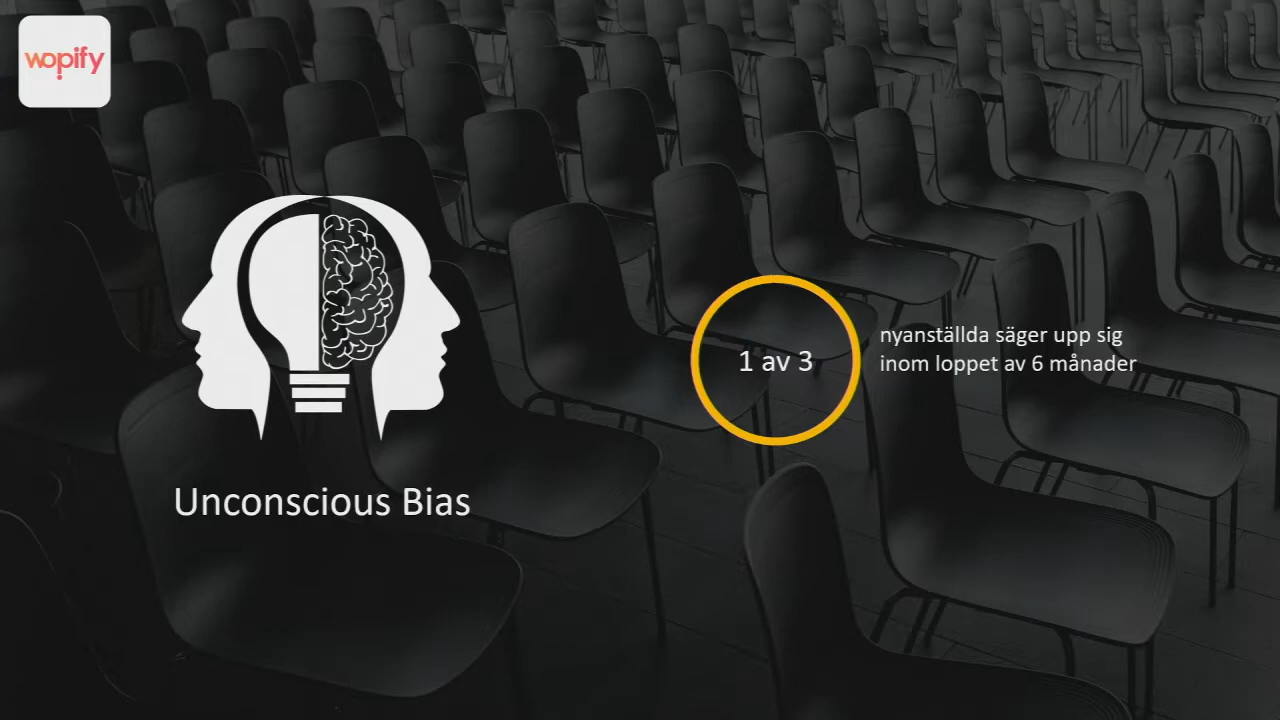 wopify
Unconscious Bias
1 av 3
nyanställda säger upp sig
inom loppet av 6 månader